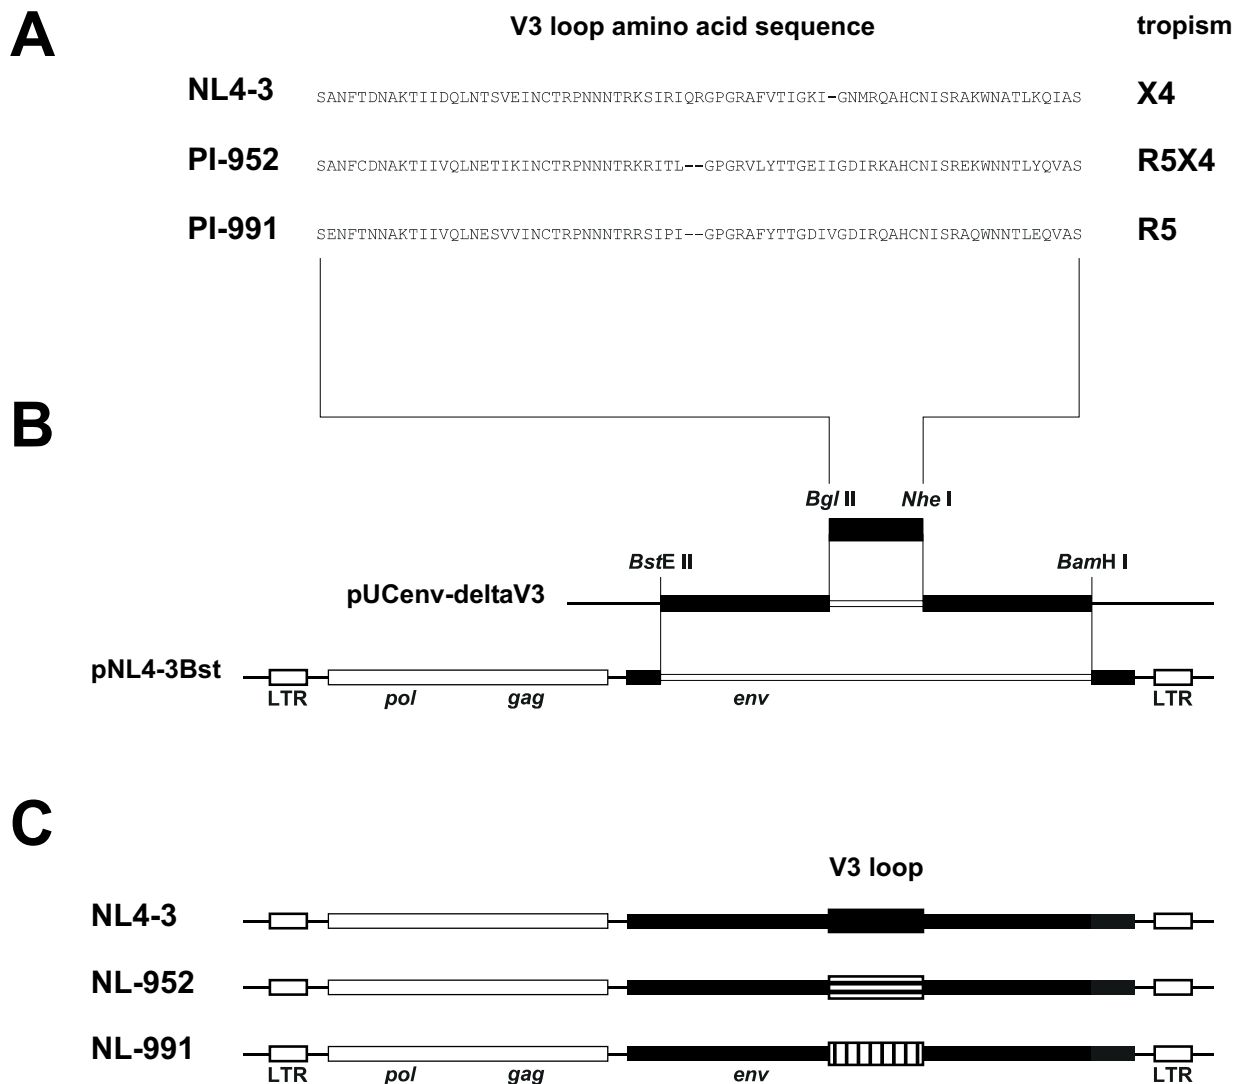 A
V3 loop amino acid sequence tropism
NL4-3 SANFTDNAKTIIDQLNTSVEINCTRPNNNTRKSIRIQRGPGRAFVTIGKI-GNMRQAHCNISRAKWNATLKQIAS X4
PI-952 SANFCDNAKTIIVQLNETIKINCTRPNNNTRKRITL--GPGRVLYTTGEIIGDIRKAHCNISREKWNNTLYQVAS R5X4
PI-991 SENFTNNAKTIIVQLNESVVINCTRPNNNTRRSIPI--GPGRAFYTTGDIVGDIRQAHCNISRAQWNNTLEQVAS R5
B
Bgl II Nhe I
BstE II BamH I
pUCenv-deltaV3
pNL4-3Bst
LTR pol gag env LTR
C
V3 loop
NL4-3
NL-952
NL-991
LTR pol gag env LTR